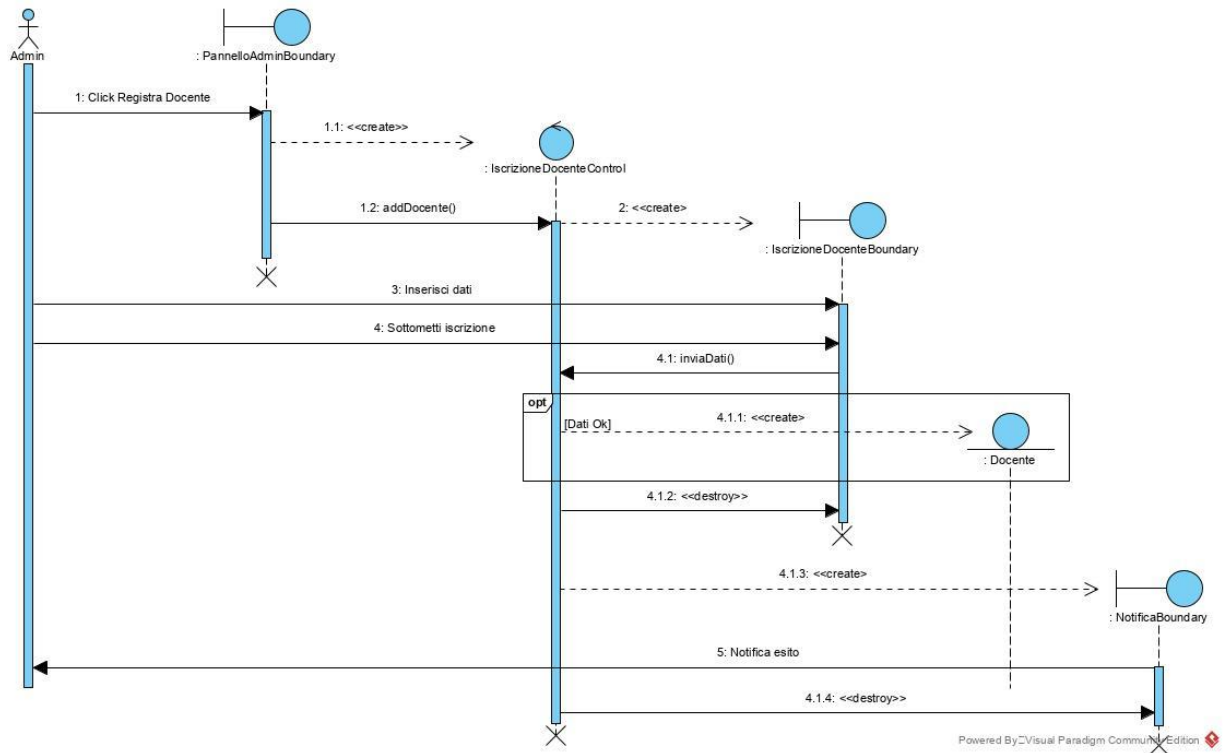 Admin
: PannelloAdminBoundary
1: Click Registra Docente
1.1: <<create>>
: IscrizioneDocenteControl
1.2: addDocente()
2: <<create>
: IscrizioneDocenteBoundary
3: Inserisci dati
4: Sottometti iscrizione
4.1: inviaDati()
opt
[Dati Ok]
4.1.1: <<create>
: Docente
4.1.2: <<destroy>>
4.1.3: <<create>
: NotificaBoundary
5: Notifica esito
4.1.4: <<destroy>>
Powered By Visual Paradigm Community Edition